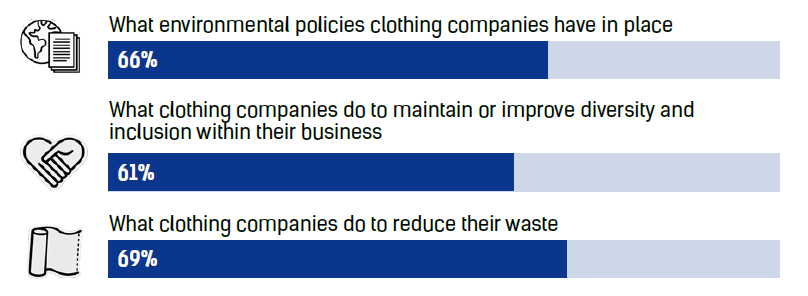 What environmental policies clothing companies have in place
66%
What clothing companies do to maintain or improve diversity and
inclusion within their business
61%
What clothing companies do to reduce their waste
69%